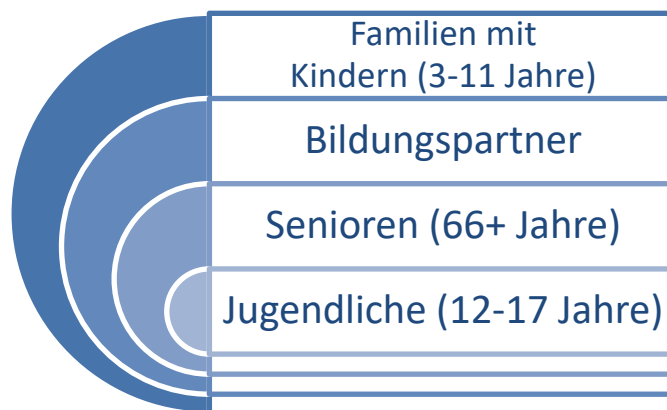 Familien mit
Kindern (3-11 Jahre)
Bildungspartner
Senioren (66+ Jahre)
Jugendliche (12-17 Jahre)